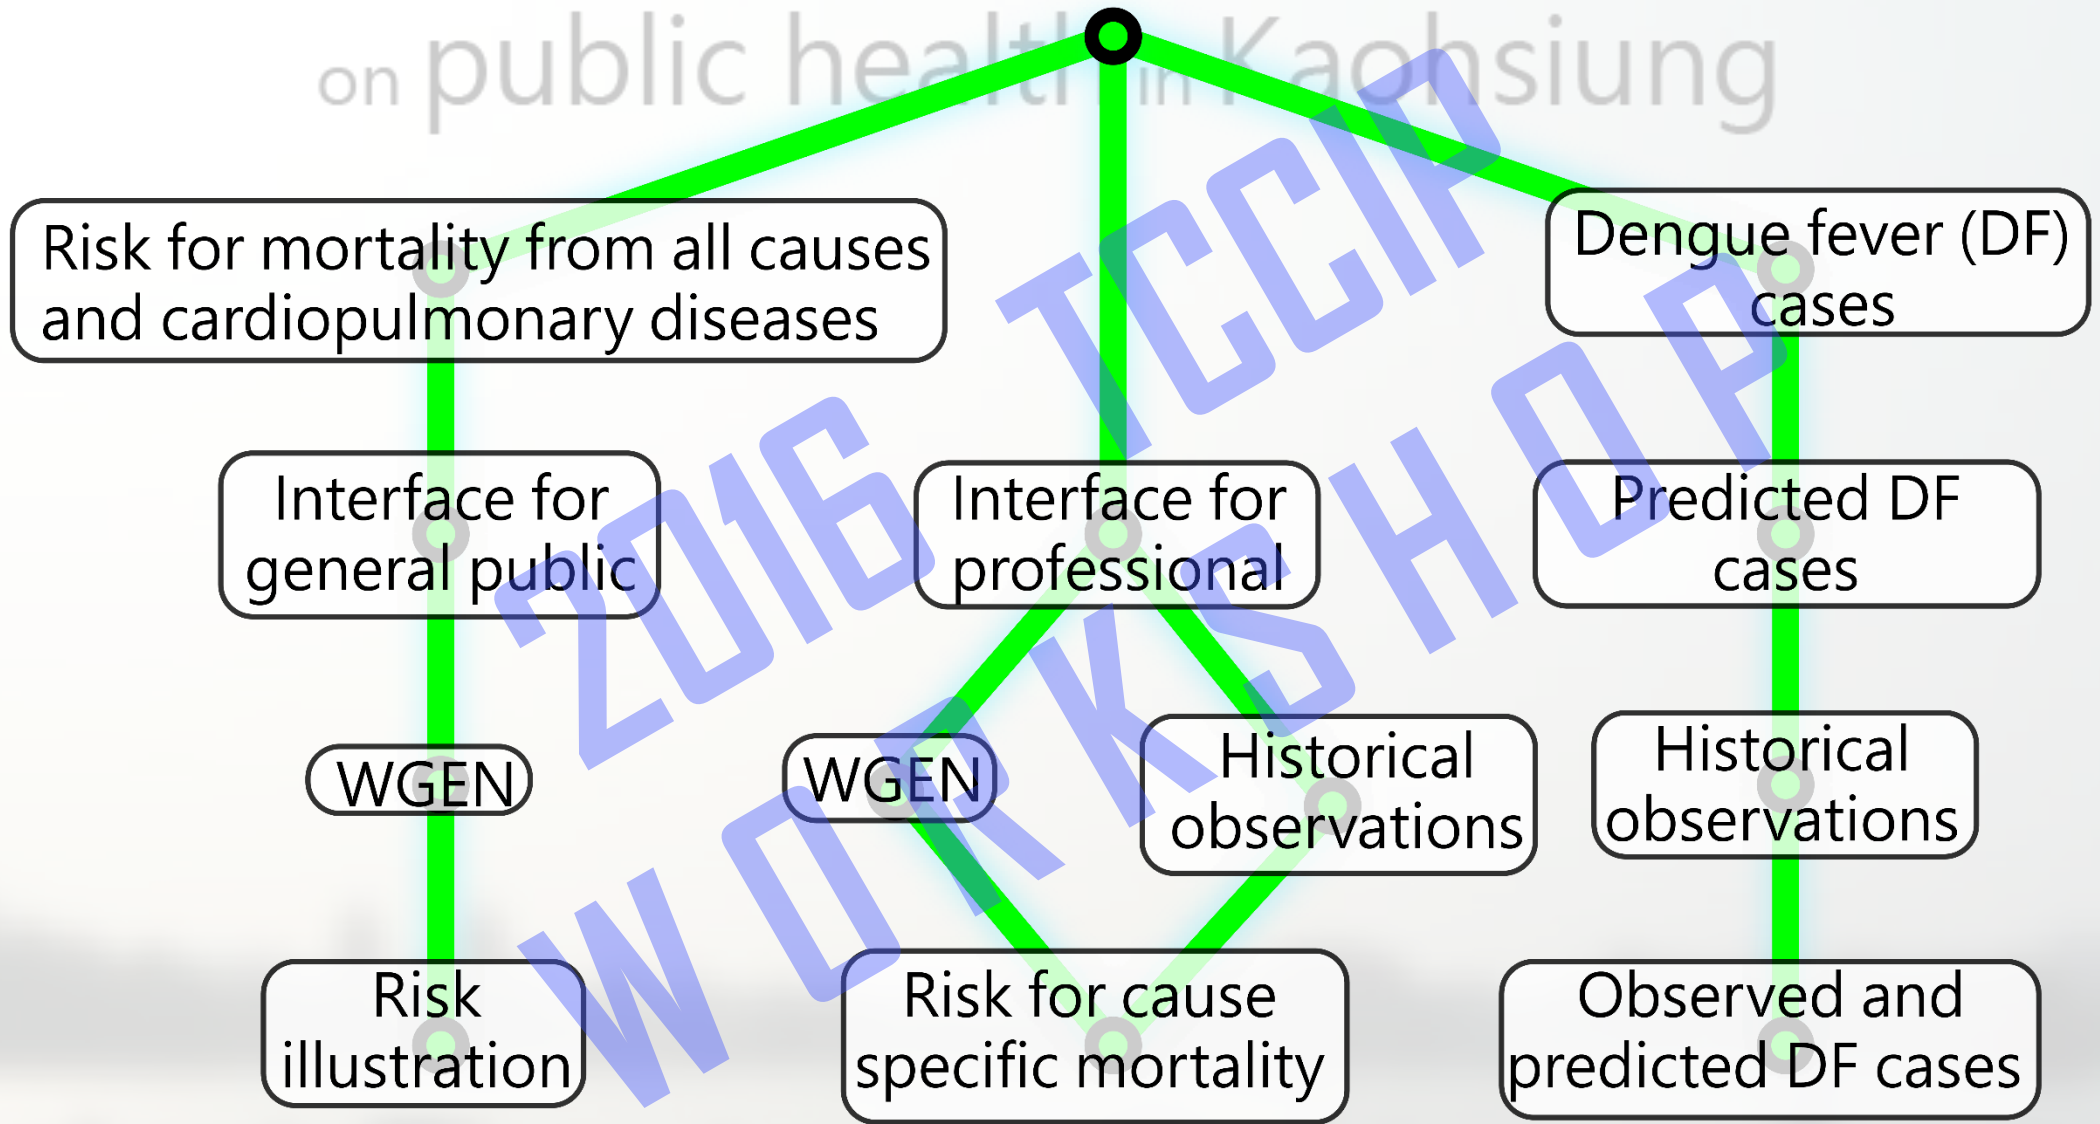 on public health in Kaohsiung
Risk for mortality from all causes
and cardiopulmonary diseases
Dengue fever (DF)
cases
Interface for
general public
Interface for
professional
Predicted DF
cases
WGEN
WGEN
Historical
observations
Historical
observations
Risk
illustration
Risk for cause
specific mortality
Observed and
predicted DF cases
2016 TCCIP
WORKSHOP